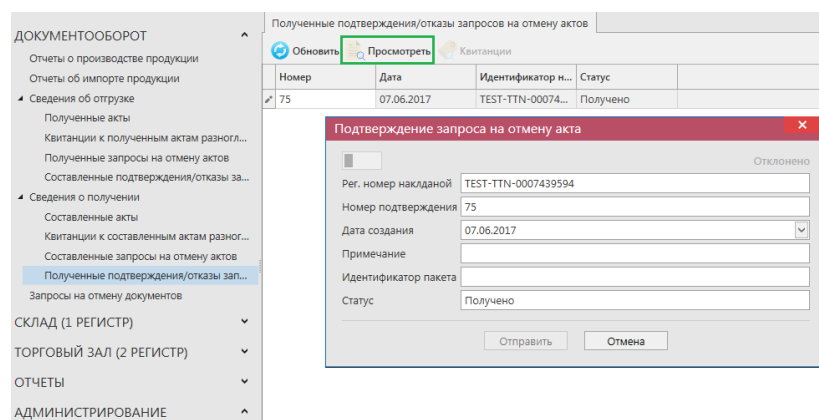 ДОКУМЕНТООБОРОТ
Отчеты о производстве продукции
Отчеты об импорте продукции
Сведения об отгрузке
Полученные акты
Квитанции к полученным актам разногл...
Полученные запросы на отмену актов
Составленные подтверждения/отказы за...
Сведения о получении
Составленные акты
Квитанции к составленным актам разног...
Составленные запросы на отмену актов
Полученные подтверждения/отказы зап...
Запросы на отмену документов
СКЛАД (1 РЕГИСТР)
ТОРГОВЫЙ ЗАЛ (2 РЕГИСТР)
ОТЧЕТЫ
АДМИНИСТРИРОВАНИЕ
Полученные подтверждения/отказы запросов на отмену актов
Обновить Просмотреть Квитанции
Номер Дата Идентификатор н... Статус
75 07.06.2017 TEST-TTN-00074... Получено
Подтверждение запроса на отмену акта
Отклонено
Рег. номер накладной TEST-TTN-0007439594
Номер подтверждения 75
Дата создания 07.06.2017
Примечание
Идентификатор пакета
Статус Получено
Отправить Отмена